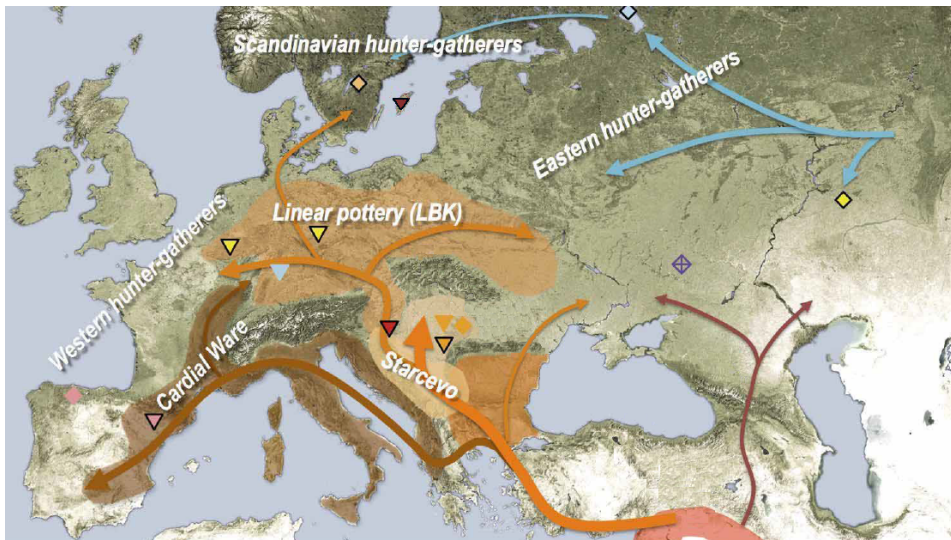 Scandinavian hunter-gatherers
Eastern hunter-gatherers
Linear pottery (LBK)
Western hunter-gatherers
Cardial Ware
Starcevo